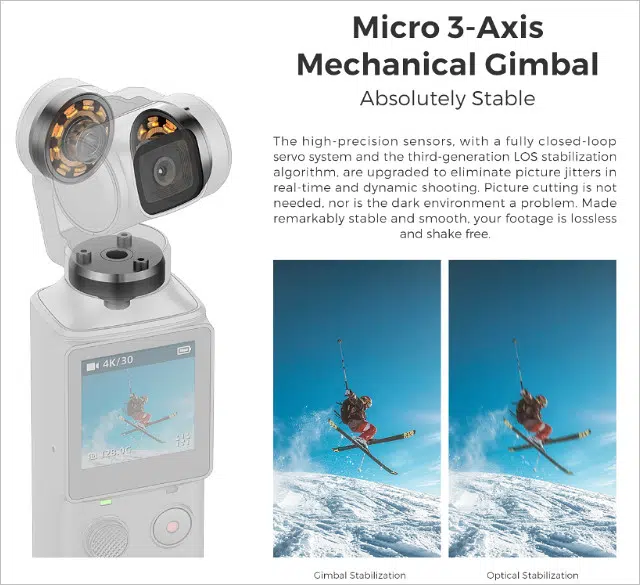 Micro 3-Axis
Mechanical Gimbal
Absolutely Stable
The high-precision sensors, with a fully closed-loop
servo system and the third-generation LOS stabilization
algorithm, are upgraded to eliminate picture jitters in
real-time and dynamic shooting. Picture cutting is not
needed, nor is the dark environment a problem. Made
remarkably stable and smooth, your footage is lossless
and shake free.
4K/30
128.0G
Gimbal Stabilization
Optical Stabilization